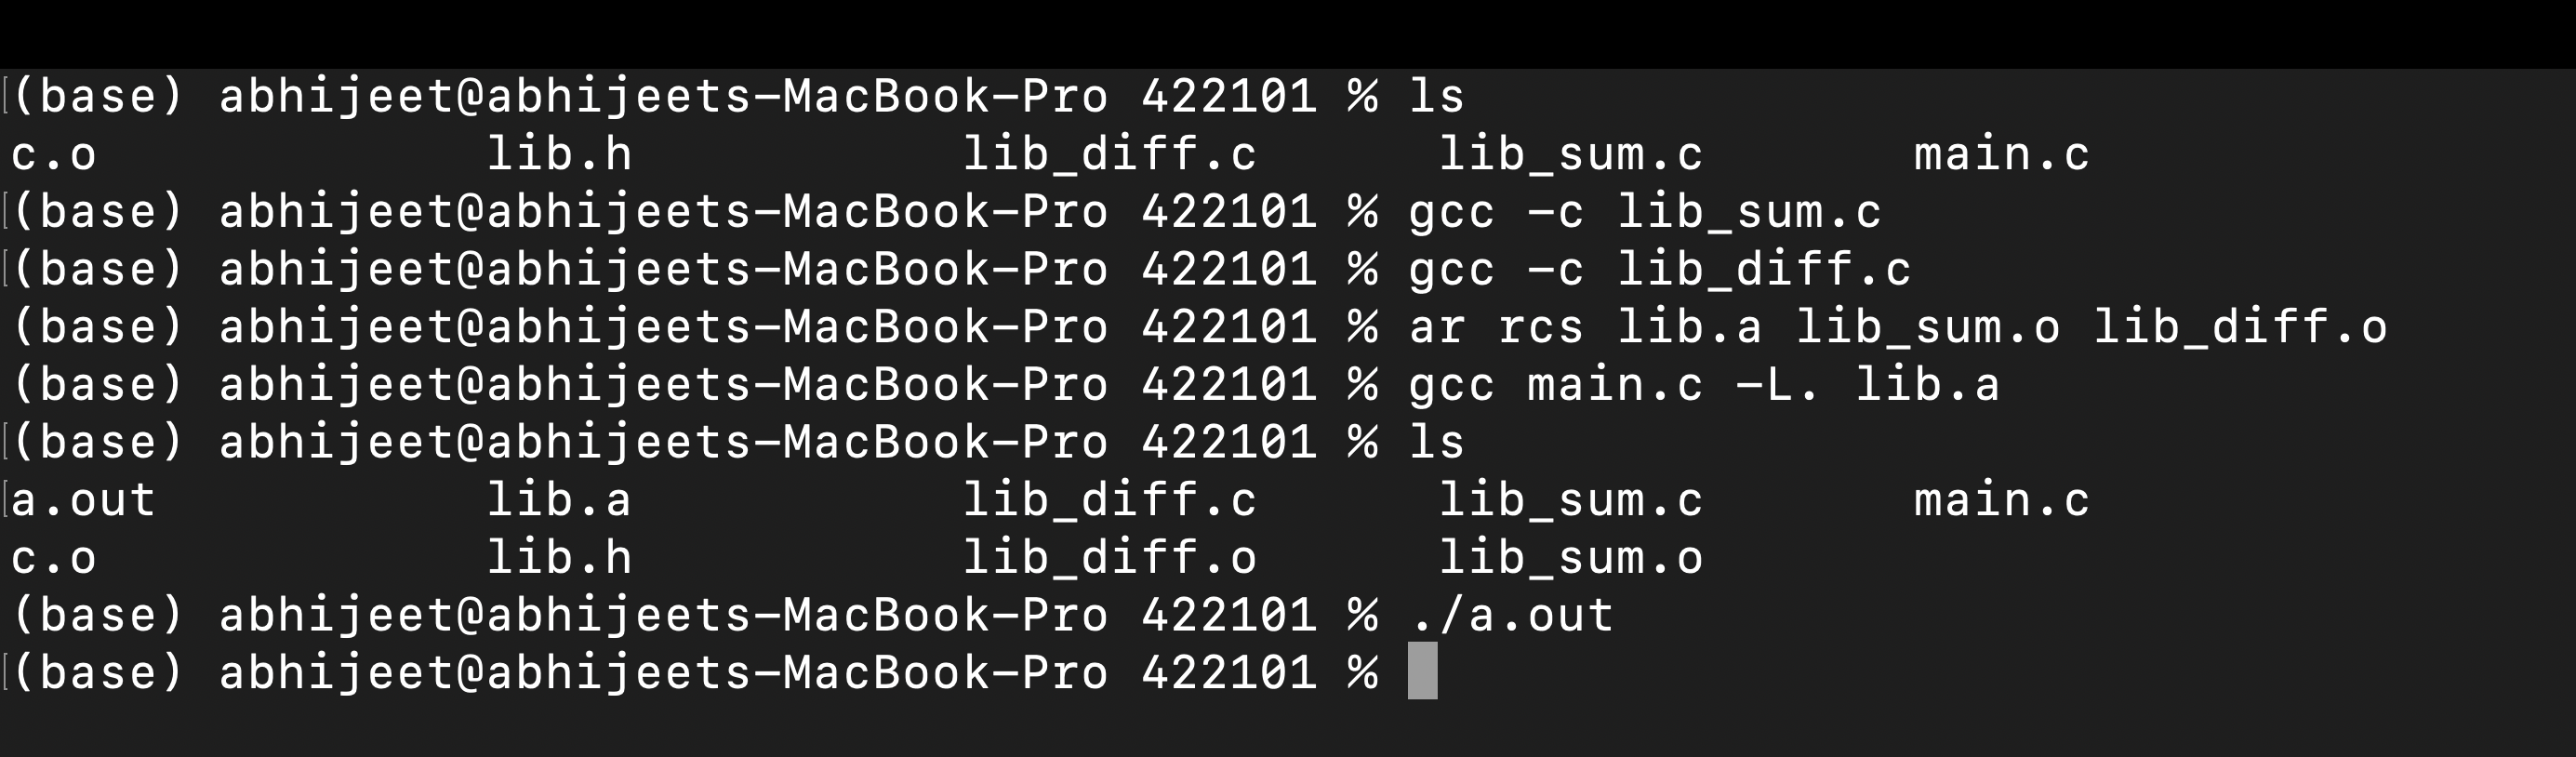 (base) abhijeet@abhijeets-MacBook-Pro 422101 % ls
c.o lib.h lib_diff.c lib_sum.c main.c
(base) abhijeet@abhijeets-MacBook-Pro 422101 % gcc -c lib_sum.c
(base) abhijeet@abhijeets-MacBook-Pro 422101 % gcc -c lib_diff.c
(base) abhijeet@abhijeets-MacBook-Pro 422101 % ar rcs lib.a lib_sum.o lib_diff.o
(base) abhijeet@abhijeets-MacBook-Pro 422101 % gcc main.c -L. lib.a
(base) abhijeet@abhijeets-MacBook-Pro 422101 % ls
a.out lib.a lib_diff.c lib_sum.c main.c
c.o lib.h lib_diff.o lib_sum.o
(base) abhijeet@abhijeets-MacBook-Pro 422101 % ./a.out
(base) abhijeet@abhijeets-MacBook-Pro 422101 %